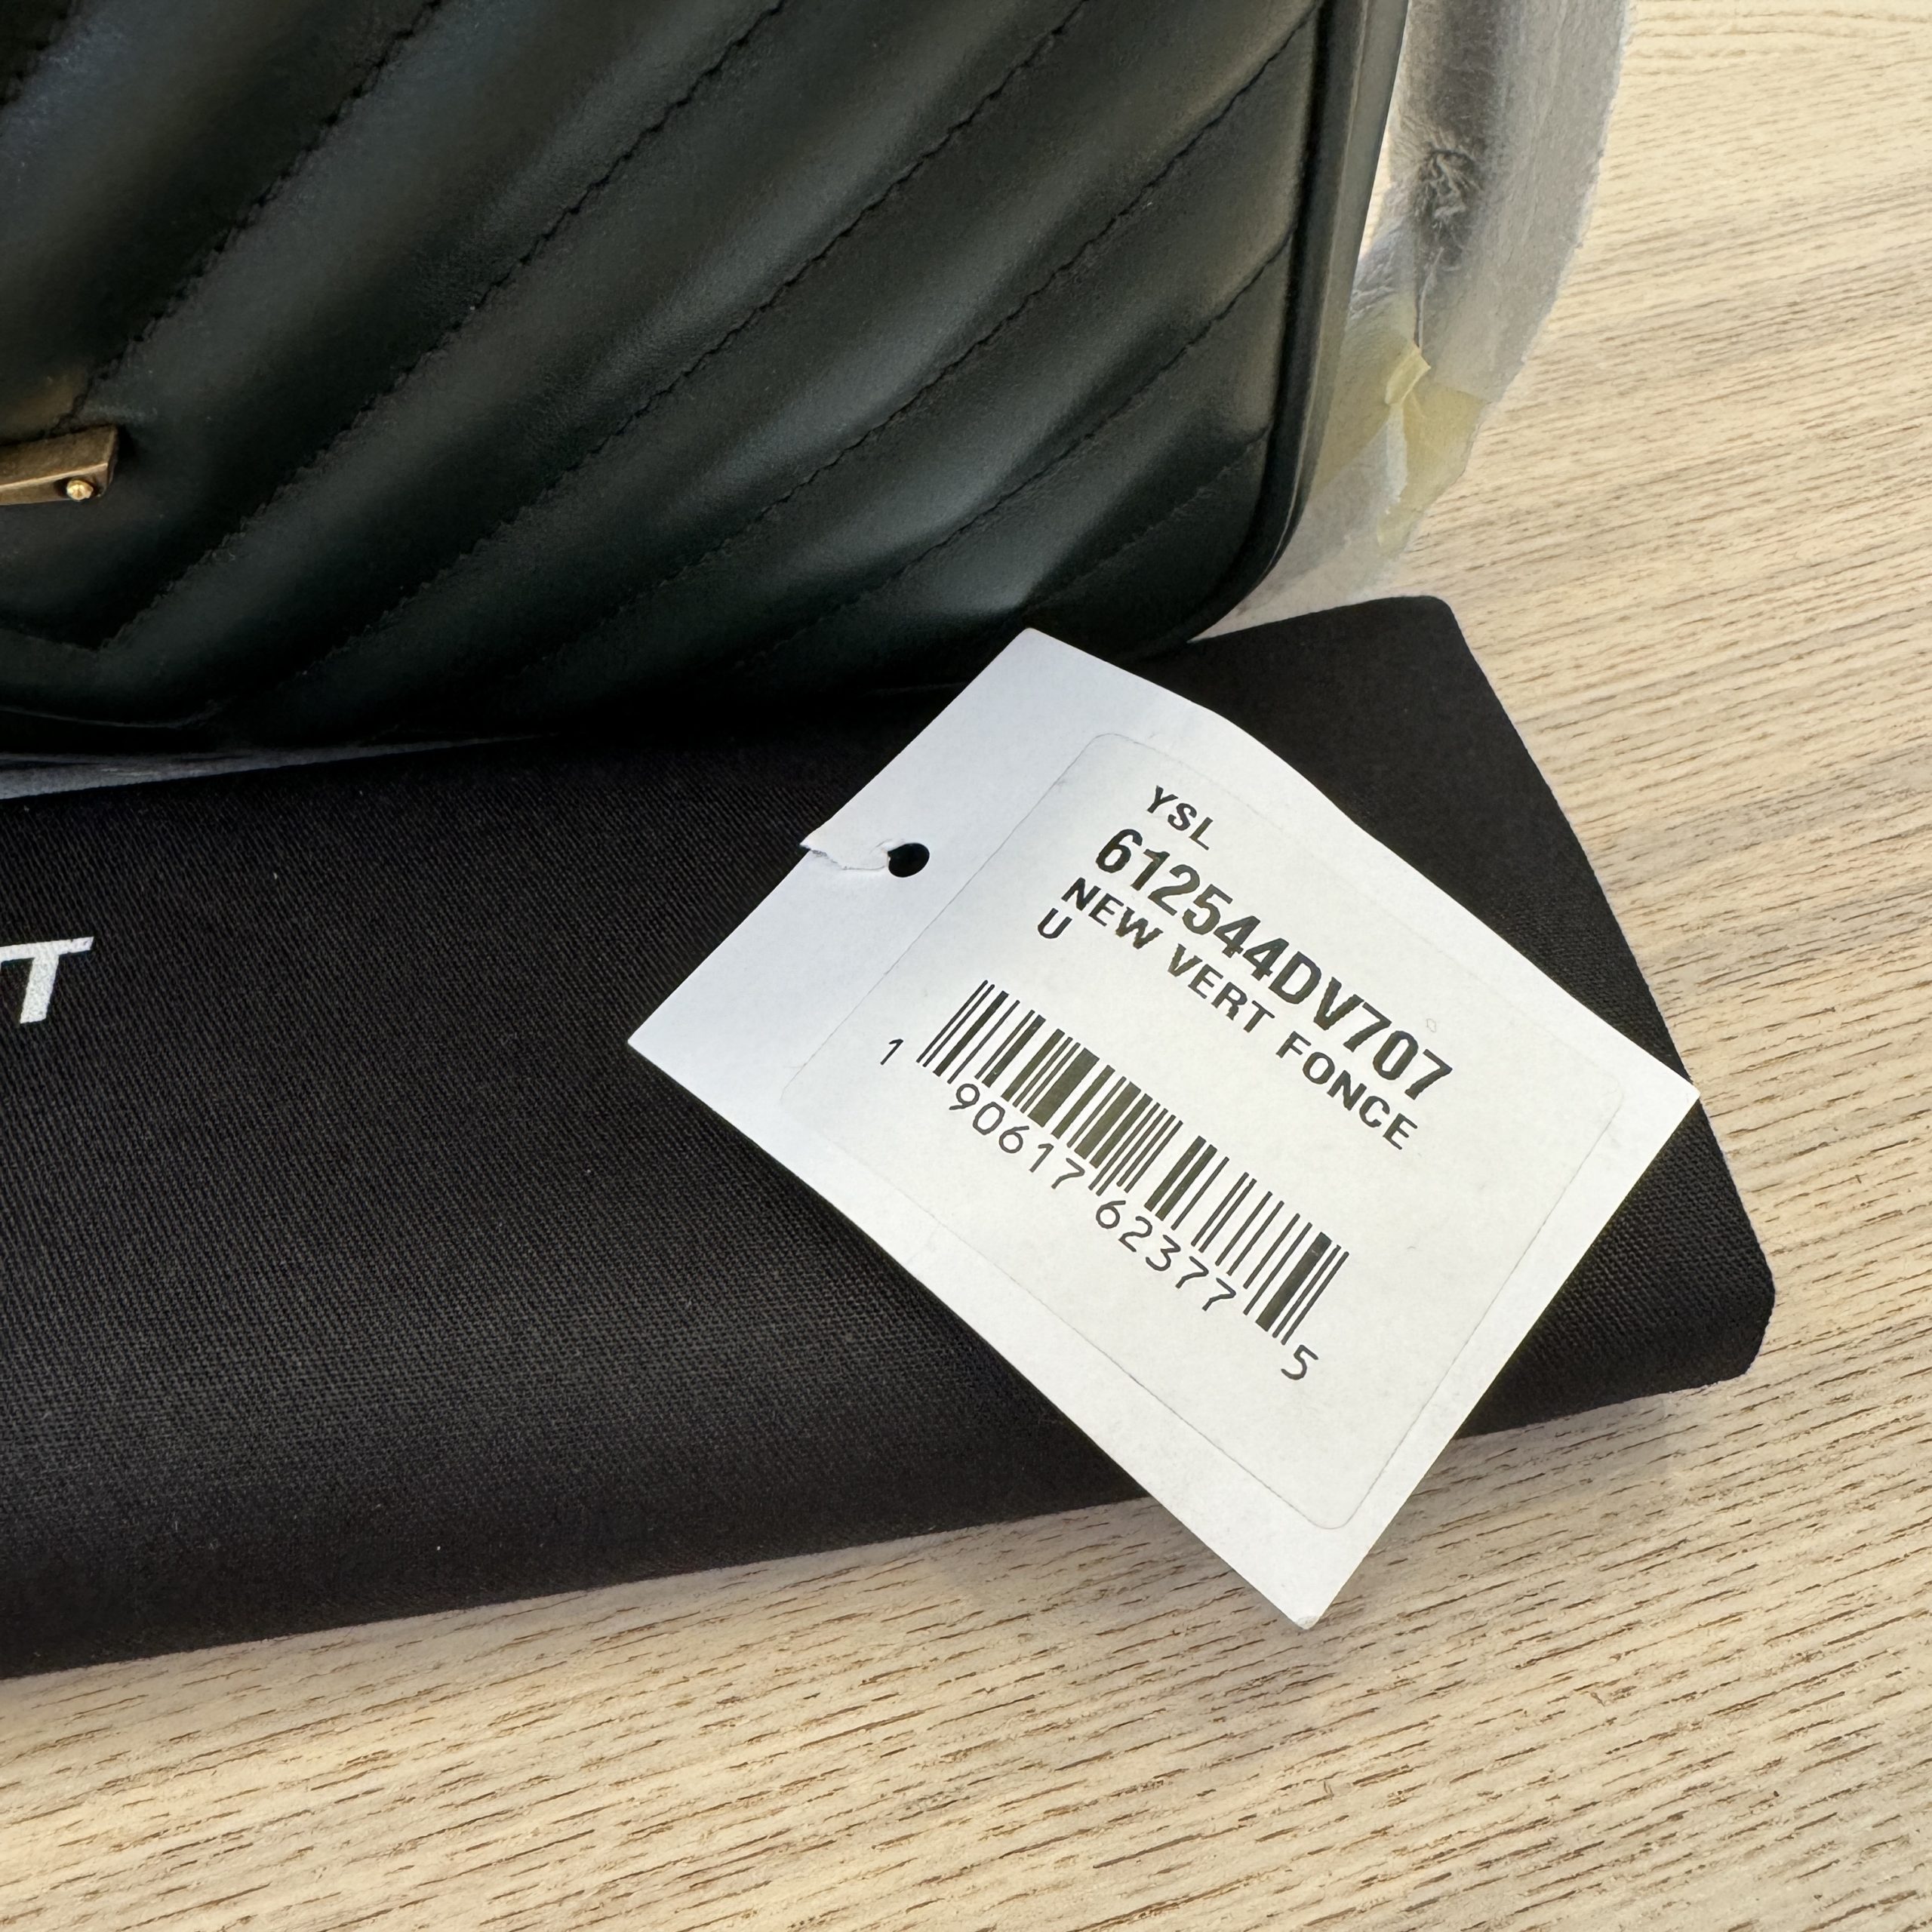 YSL
612544DV707
NEW VERT FONCE
U
1 90617 62377 5